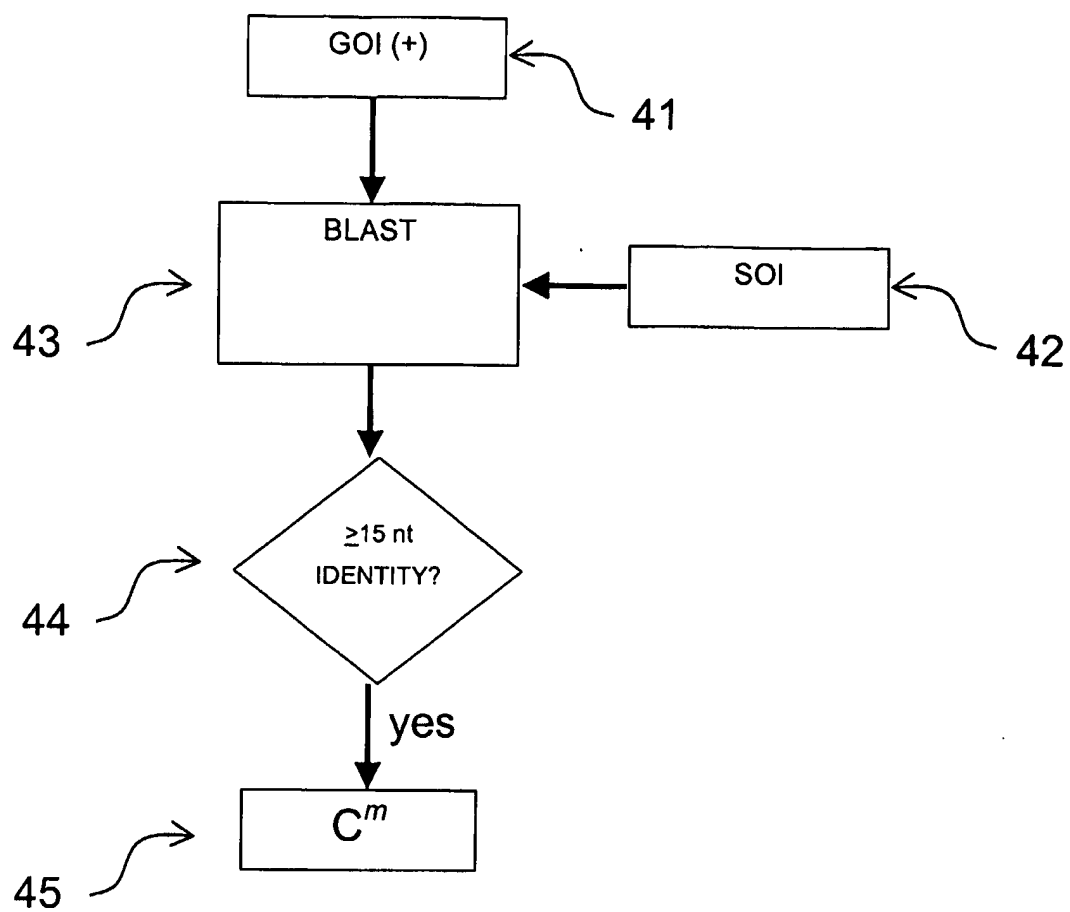 GOI (+)
41
BLAST
SOI
43
42
≥15 nt
IDENTITY?
44
yes
C^m
45